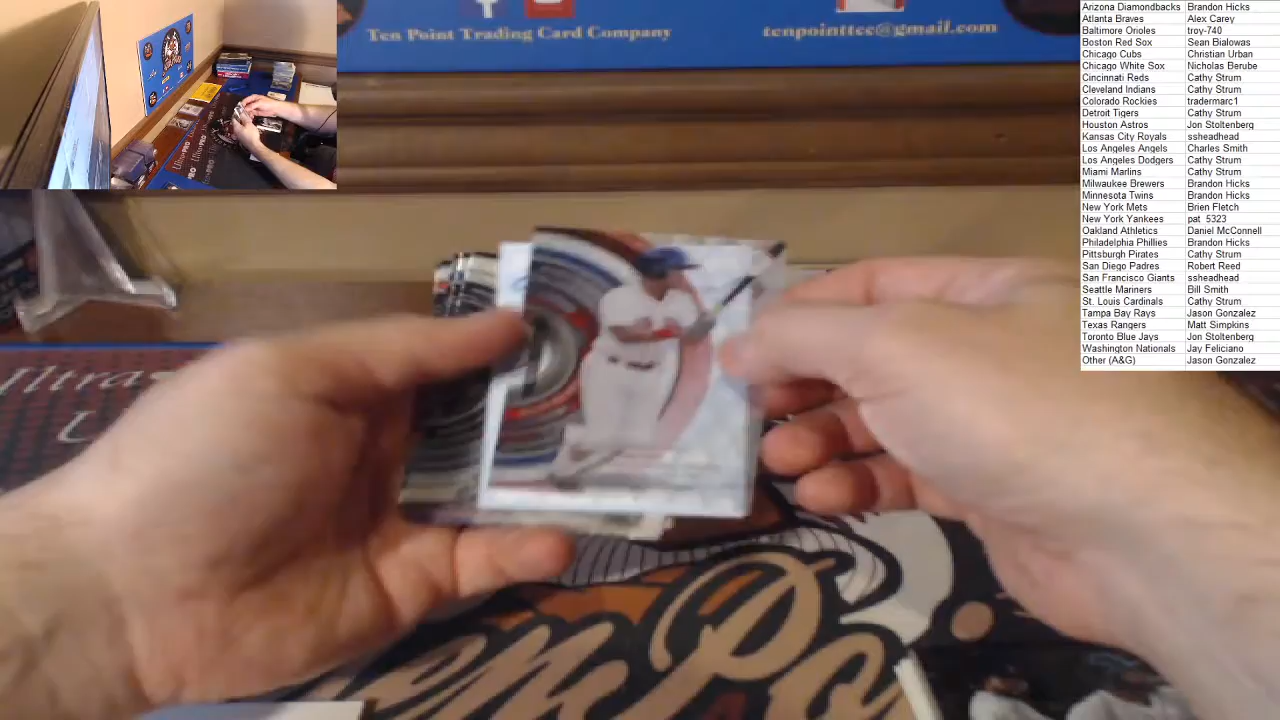 Ten Point Trading Card Company
tenpointtcc@gmail.com
Arizona Diamondbacks Brandon Hicks
Atlanta Braves Alex Carey
Baltimore Orioles troy-740
Boston Red Sox Sean Bialowas
Chicago Cubs Christian Urban
Chicago White Sox Nicholas Berube
Cincinnati Reds Cathy Strum
Cleveland Indians Cathy Strum
Colorado Rockies tradermarc1
Detroit Tigers Cathy Strum
Houston Astros Jon Stoltenberg
Kansas City Royals ssheadhead
Los Angeles Angels Charles Smith
Los Angeles Dodgers Cathy Strum
Miami Marlins Cathy Strum
Milwaukee Brewers Brandon Hicks
Minnesota Twins Brandon Hicks
New York Mets Brien Fletch
New York Yankees pat 5323
Oakland Athletics Daniel McConnell
Philadelphia Phillies Brandon Hicks
Pittsburgh Pirates Cathy Strum
San Diego Padres Robert Reed
San Francisco Giants ssheadhead
Seattle Mariners Bill Smith
St. Louis Cardinals Cathy Strum
Tampa Bay Rays Jason Gonzalez
Texas Rangers Matt Simpkins
Toronto Blue Jays Jon Stoltenberg
Washington Nationals Jay Feliciano
Other (A&G) Jason Gonzalez